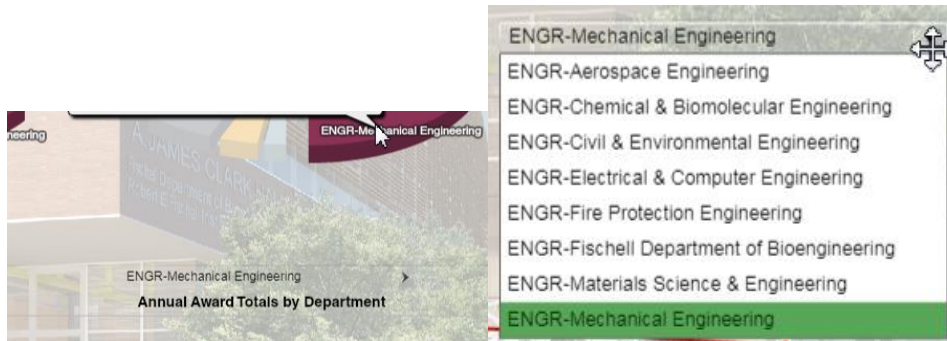 neering
ENGR-Mechanical Engineering
A. JAMES CLARK HALL
ENGR-Mechanical Engineering
Annual Award Totals by Department
ENGR-Mechanical Engineering
ENGR-Aerospace Engineering
ENGR-Chemical & Biomolecular Engineering
ENGR-Civil & Environmental Engineering
ENGR-Electrical & Computer Engineering
ENGR-Fire Protection Engineering
ENGR-Fischell Department of Bioengineering
ENGR-Materials Science & Engineering
ENGR-Mechanical Engineering